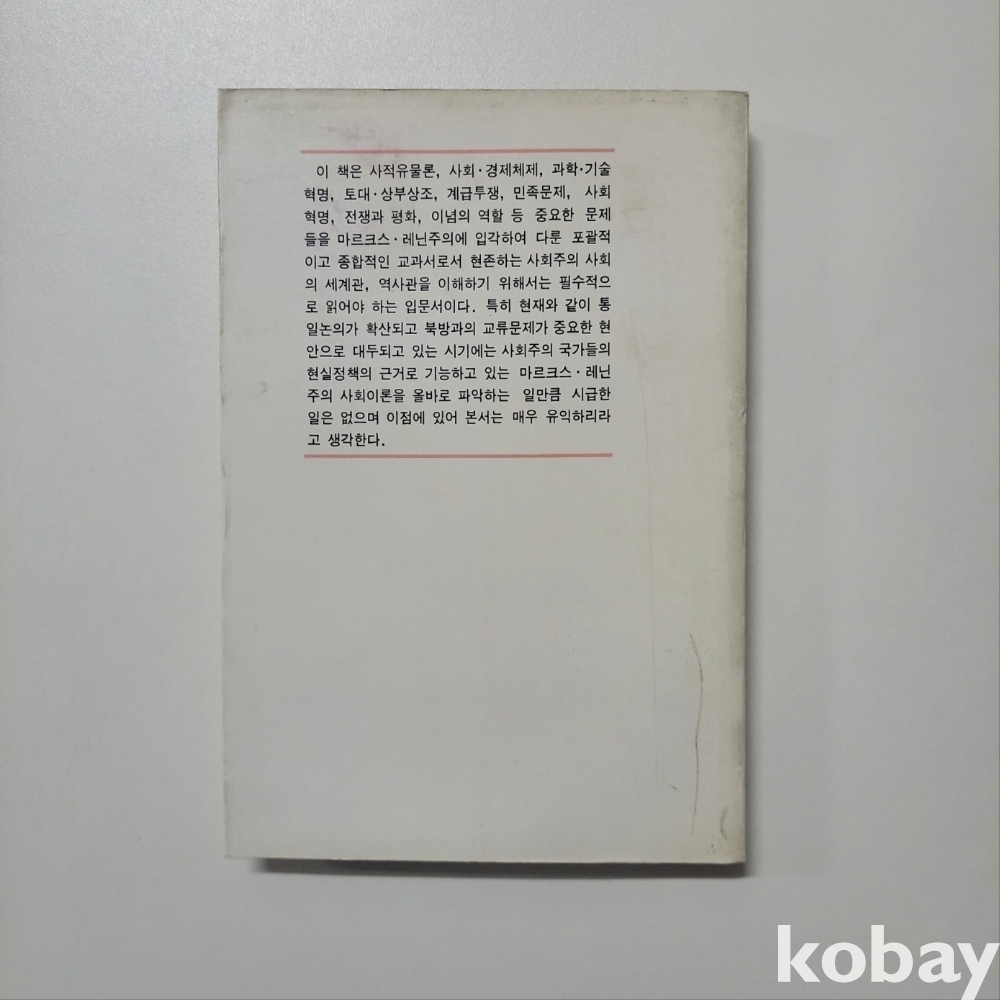 이 책은 사적유물론, 사회·경제체제, 과학·기술
혁명, 토대·상부상조, 계급투쟁, 민족문제, 사회
혁명, 전쟁과 평화, 이념의 역할 등 중요한 문제
들을 마르크스·레닌주의에 입각하여 다룬 포괄적
이고 종합적인 교과서로서 현존하는 사회주의 사회
의 세계관, 역사관을 이해하기 위해서는 필수적으
로 읽어야 하는 입문서이다. 특히 현재와 같이 통
일논의가 확산되고 북방과의 교류문제가 중요한 현
안으로 대두되고 있는 시기에는 사회주의 국가들의
현실정책의 근거로 기능하고 있는 마르크스·레닌
주의 사회이론을 올바로 파악하는 일만큼 시급한
일은 없으며 이점에 있어 본서는 매우 유익하리라
고 생각한다.
kobay